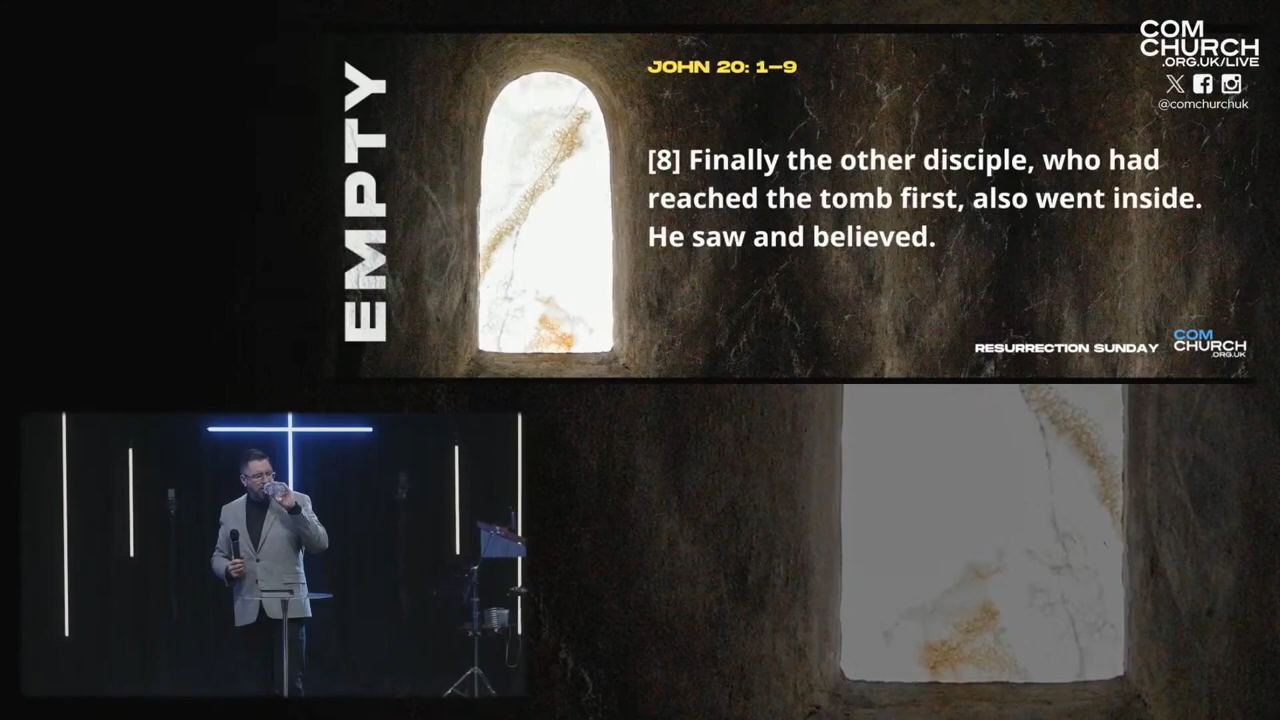 EMPTY
JOHN 20: 1–9
[8] Finally the other disciple, who had
reached the tomb first, also went inside.
He saw and believed.
RESURRECTION SUNDAY
COM
CHURCH
.ORG.UK
COM
CHURCH
.ORG.UK/LIVE
@comchurchuk